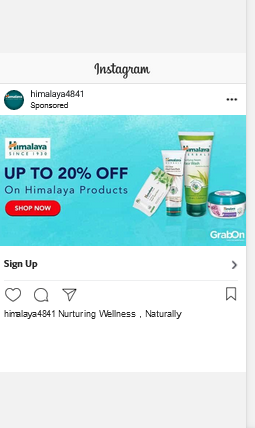 Instagram
himalaya4841
Sponsored
Himalaya
SINCE 1930
UP TO 20% OFF
On Himalaya Products
SHOP NOW
GrabOn
Sign Up
himalaya4841 Nurturing Wellness , Naturally